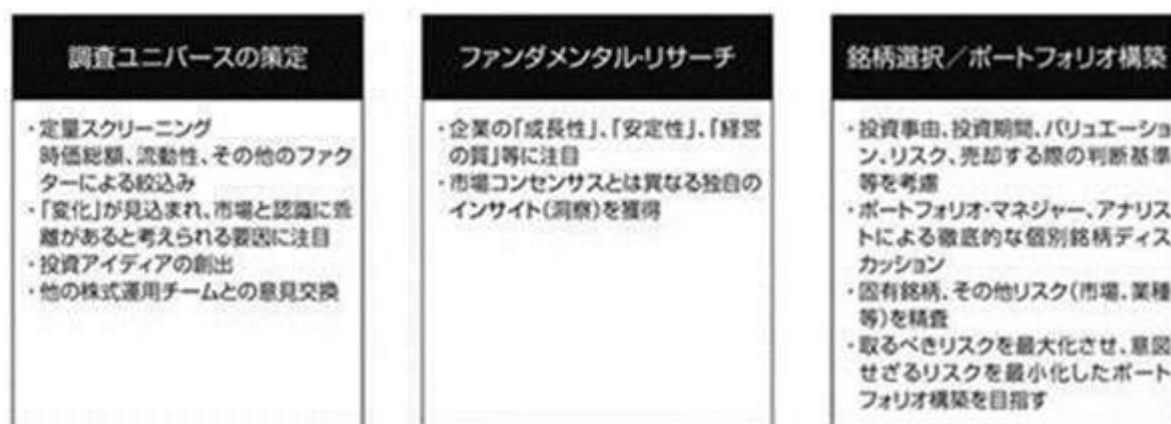 調査ユニバースの策定
・定量スクリーニング
時価総額、流動性、その他のファク
ターによる絞込み
・「変化」が見込まれ、市場と認識に乖
離があると考えられる要因に注目
・投資アイディアの創出
・他の株式運用チームとの意見交換
ファンダメンタル・リサーチ
・企業の「成長性」、「安定性」、「経営
の質」等に注目
・市場コンセンサスとは異なる独自の
インサイト(洞察)を獲得
銘柄選択／ポートフォリオ構築
・投資事由、投資期間、バリュエーショ
ン、リスク、売却する際の判断基準
等を考慮
・ポートフォリオ・マネジャー、アナリス
トによる徹底的な個別銘柄ディス
カッション
・固有銘柄、その他リスク(市場、業種
等)を精査
・取るべきリスクを最大化させ、意図
せざるリスクを最小化したポート
フォリオ構築を目指す